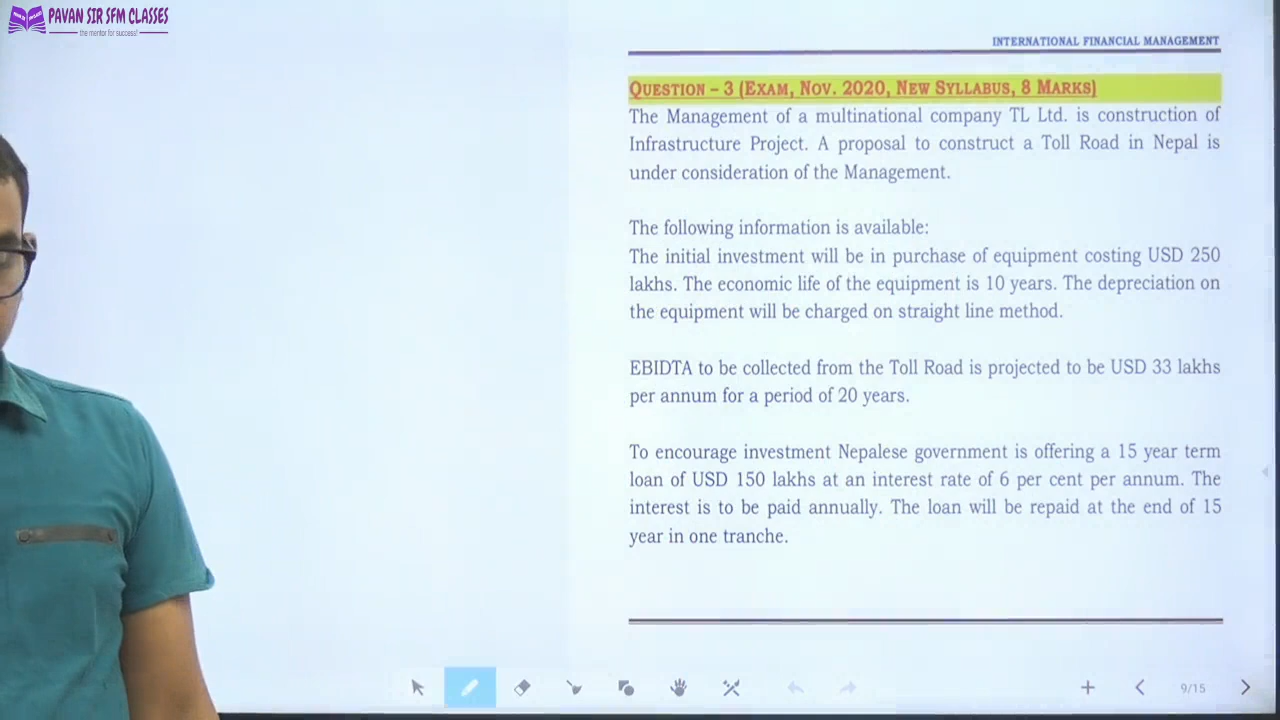 PAVAN SIR SFM CLASSES
the mentor for success!
INTERNATIONAL FINANCIAL MANAGEMENT
QUESTION – 3 (EXAM, NOV. 2020, NEW SYLLABUS, 8 MARKS)
The Management of a multinational company TL Ltd. is construction of
Infrastructure Project. A proposal to construct a Toll Road in Nepal is
under consideration of the Management.
The following information is available:
The initial investment will be in purchase of equipment costing USD 250
lakhs. The economic life of the equipment is 10 years. The depreciation on
the equipment will be charged on straight line method.
EBIDTA to be collected from the Toll Road is projected to be USD 33 lakhs
per annum for a period of 20 years.
To encourage investment Nepalese government is offering a 15 year term
loan of USD 150 lakhs at an interest rate of 6 per cent per annum. The
interest is to be paid annually. The loan will be repaid at the end of 15
year in one tranche.
9/15